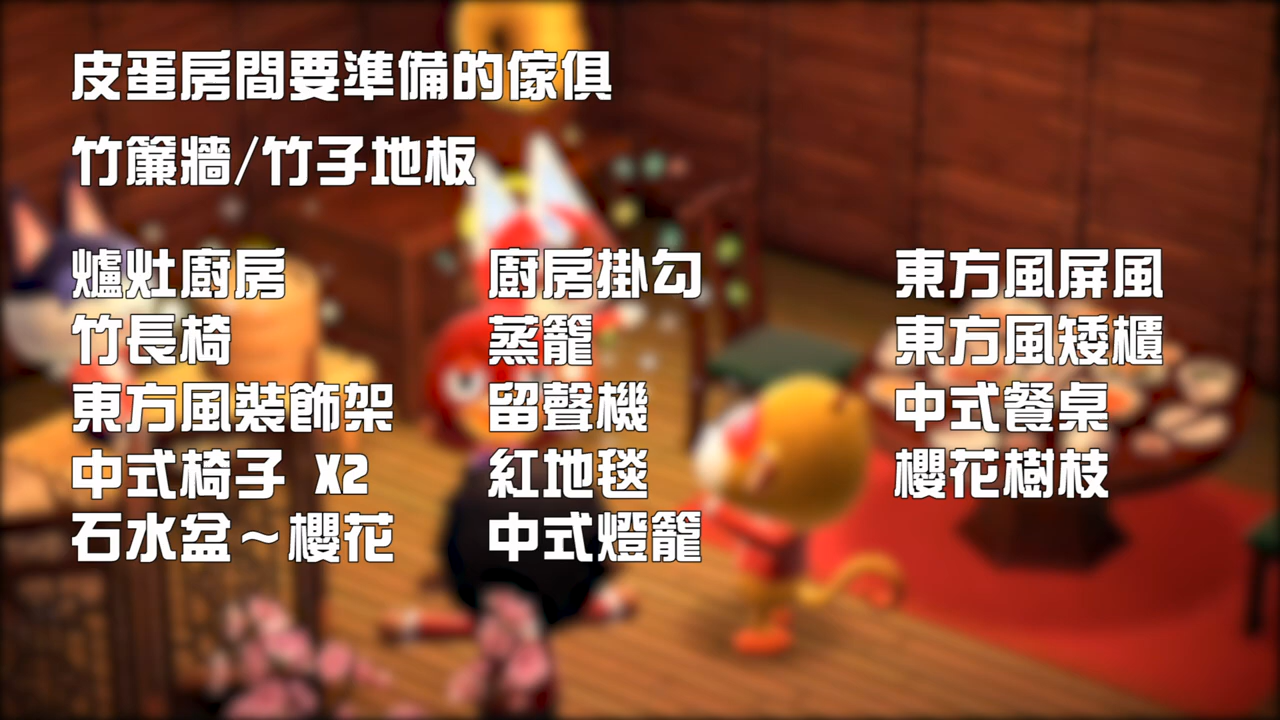 皮蛋房間要準備的傢俱
竹簾牆/竹子地板
爐灶廚房
竹長椅
東方風裝飾架
中式椅子 X2
石水盆～櫻花
廚房掛勾
蒸籠
留聲機
紅地毯
中式燈籠
東方風屏風
東方風矮櫃
中式餐桌
櫻花樹枝